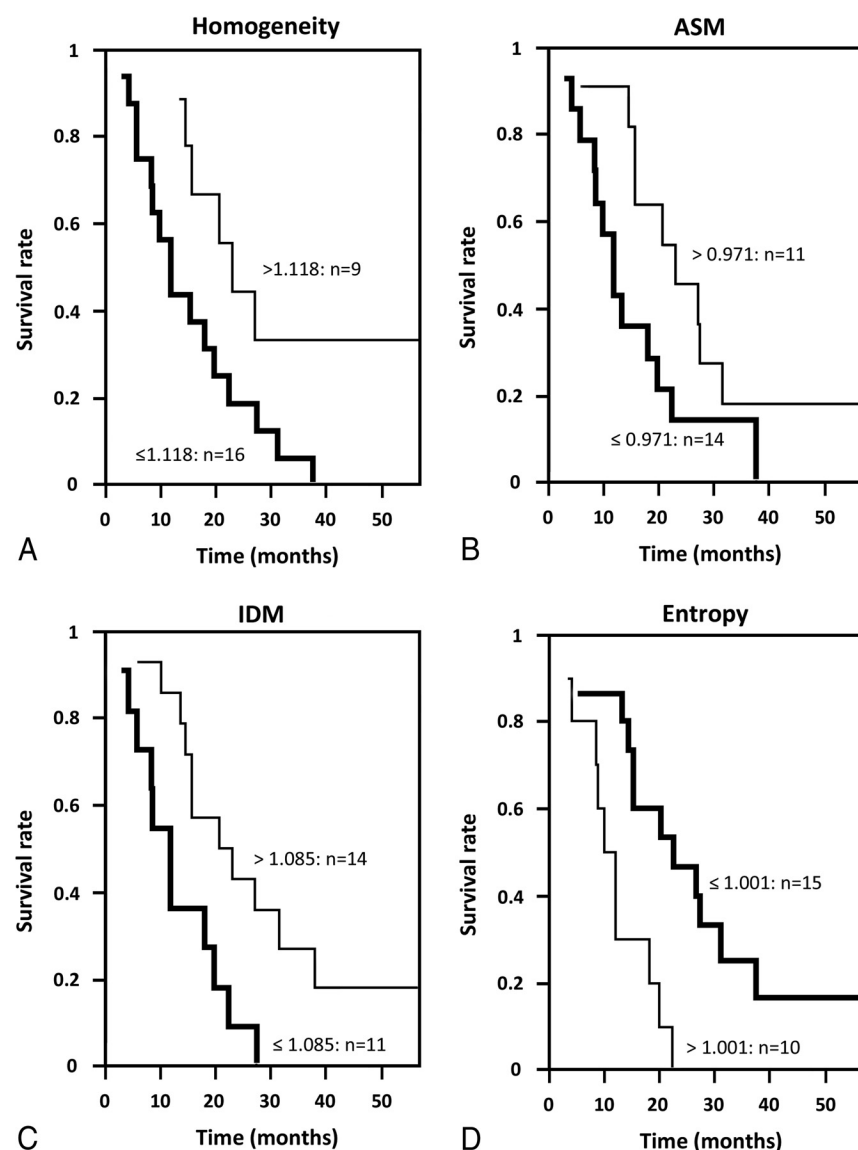 Homogeneity
1
0.8
0.6
0.4
0.2
0
Survival rate
>1.118: n=9
≤1.118: n=16
0 10 20 30 40 50
Time (months)
A
ASM
1
0.8
0.6
0.4
0.2
0
Survival rate
> 0.971: n=11
≤ 0.971: n=14
0 10 20 30 40 50
Time (months)
B
IDM
1
0.8
0.6
0.4
0.2
0
Survival rate
> 1.085: n=14
≤ 1.085: n=11
0 10 20 30 40 50
Time (months)
C
Entropy
1
0.8
0.6
0.4
0.2
0
Survival rate
≤ 1.001: n=15
> 1.001: n=10
0 10 20 30 40 50
Time (months)
D